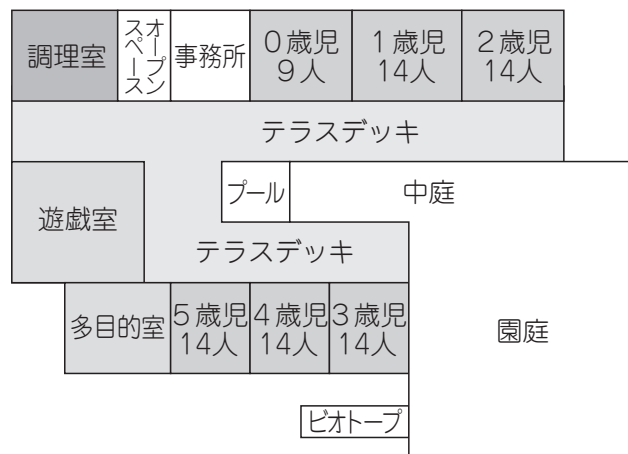 調理室
オープン
スペース
事務所
０歳児
9人
１歳児
14人
２歳児
14人
テラスデッキ
プール
中庭
遊戯室
テラスデッキ
多目的室
５歳児
14人
４歳児
14人
３歳児
14人
園庭
ビオトープ